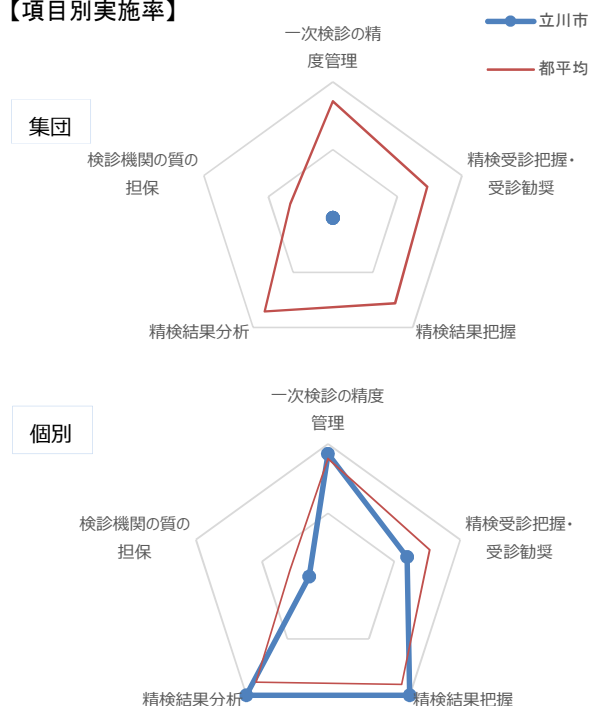 【項目別実施率】
立川市
都平均
集団
一次検診の精
度管理
精検受診把握・
受診勧奨
精検結果把握
精検結果分析
検診機関の質の
担保
個別
一次検診の精度
管理
精検受診把握・
受診勧奨
精検結果把握
精検結果分析
検診機関の質の
担保